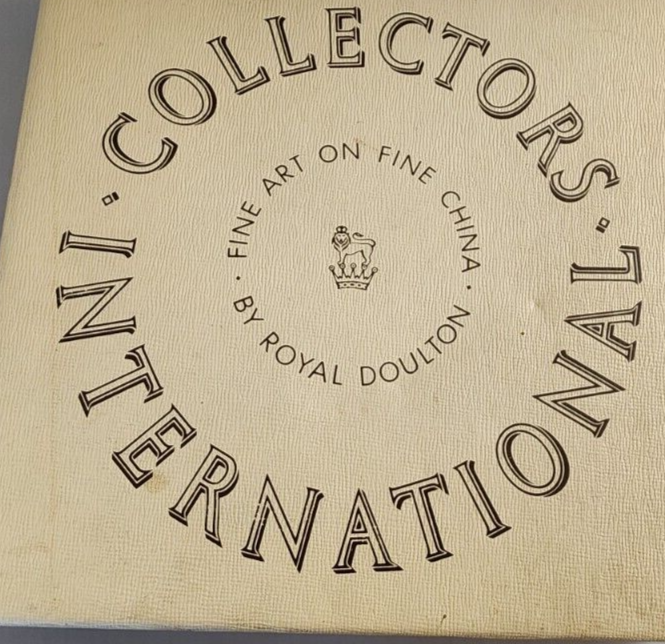 · COLLECTORS ·
INTERNATIONAL
· FINE ART ON FINE CHINA ·
BY ROYAL DOULTON